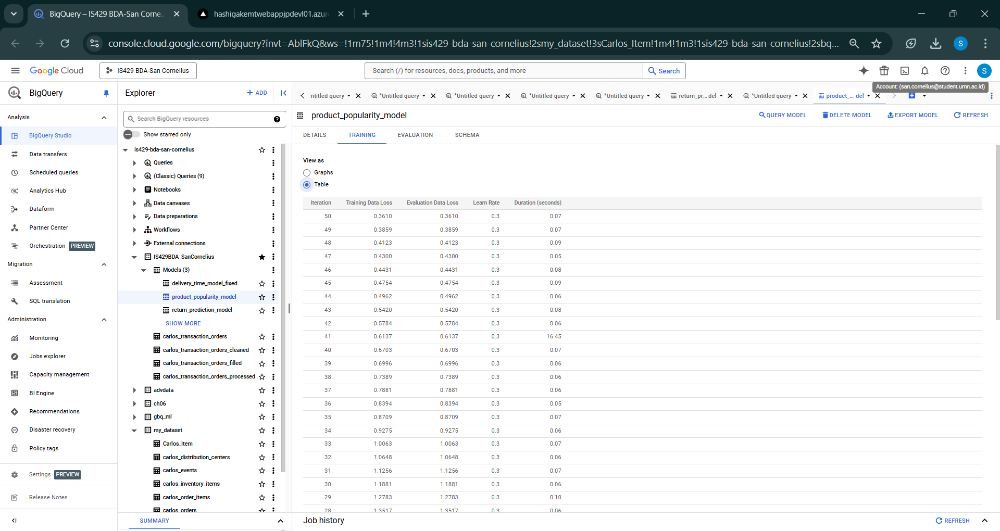 BigQuery – IS429 BDA-San Corne..
hashigakemtwebappjpdevl01.azur
console.cloud.google.com/bigquery?invt=AblFkQ&ws=!1m75!1m4!4m3!1sis429-bda-san-cornelius!2smy_dataset!3sCarlos_Item!1m4!1m3!1sis429-bda-san-cornelius!2sbq...
S
Google Cloud
IS429 BDA-San Cornelius
Search (/) for resources, docs, products, and more
Search
S
Account: (san.cornelius@student.umn.ac.id)
BigQuery
Analysis
BigQuery Studio
Data transfers
Scheduled queries
Analytics Hub
Dataform
Partner Center
Orchestration PREVIEW
Migration
Assessment
SQL translation
Administration
Monitoring
Jobs explorer
Capacity management
BI Engine
Recommendations
Disaster recovery
Policy tags
Settings PREVIEW
Release Notes
Explorer
+ ADD
Search BigQuery resources
Show starred only
is429-bda-san-cornelius
Queries
(Classic) Queries (9)
Notebooks
Data canvases
Data preparations
Workflows
External connections
IS429BDA_SanCornelius
Models (3)
delivery_time_model_fixed
product_popularity_model
return_prediction_model
SHOW MORE
carlos_transaction_orders
carlos_transaction_orders_cleaned
carlos_transaction_orders_filled
carlos_transaction_orders_processed
advdata
ch06
gbq_ml
my_dataset
Carlos_Item
carlos_distribution_centers
carlos_events
carlos_inventory_items
carlos_order_items
carlos_orders
SUMMARY
ntitled query
*Untitled query
*Untitled query
*Untitled query
*Untitled query
return_pr... del
*Untitled query
product_... del
product_popularity_model
QUERY MODEL
DELETE MODEL
EXPORT MODEL
REFRESH
DETAILS TRAINING EVALUATION SCHEMA
View as
Graphs
Table
Iteration Training Data Loss Evaluation Data Loss Learn Rate Duration (seconds)
50 0.3610 0.3610 0.3 0.07
49 0.3859 0.3859 0.3 0.07
48 0.4123 0.4123 0.3 0.09
47 0.4300 0.4300 0.3 0.05
46 0.4431 0.4431 0.3 0.08
45 0.4754 0.4754 0.3 0.09
44 0.4962 0.4962 0.3 0.06
43 0.5420 0.5420 0.3 0.08
42 0.5784 0.5784 0.3 0.06
41 0.6137 0.6137 0.3 16.45
40 0.6703 0.6703 0.3 0.07
39 0.6996 0.6996 0.3 0.06
38 0.7389 0.7389 0.3 0.06
37 0.7881 0.7881 0.3 0.06
36 0.8394 0.8394 0.3 0.05
35 0.8709 0.8709 0.3 0.07
34 0.9275 0.9275 0.3 0.06
33 1.0063 1.0063 0.3 0.07
32 1.0648 1.0648 0.3 0.06
31 1.1256 1.1256 0.3 0.07
30 1.1881 1.1881 0.3 0.06
29 1.2783 1.2783 0.3 0.10
28 1.3517 1.3517 0.3 0.06
Job history
REFRESH